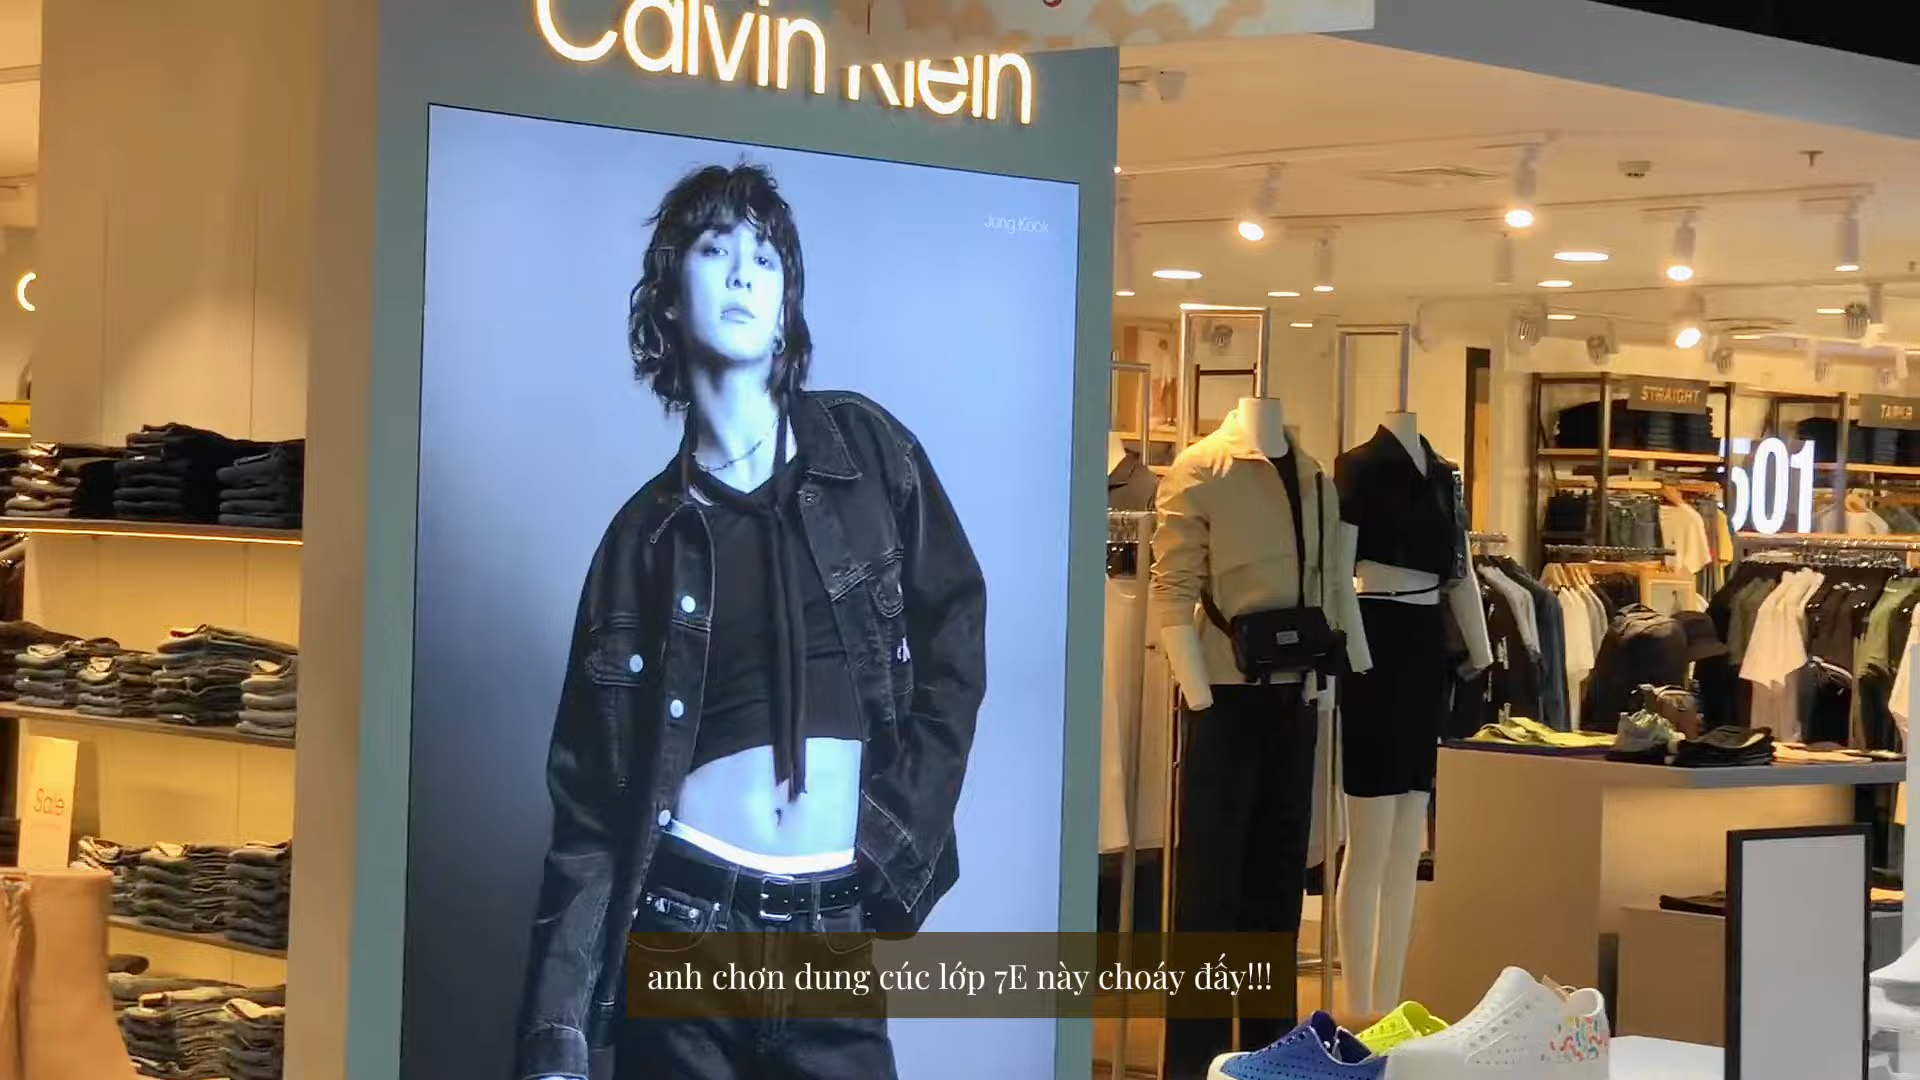 Calvin Klein
Jung Kook
STRAIGHT
TAPER
501
Sale
anh chơn dung cúc lớp 7E này choáy đấy!!!